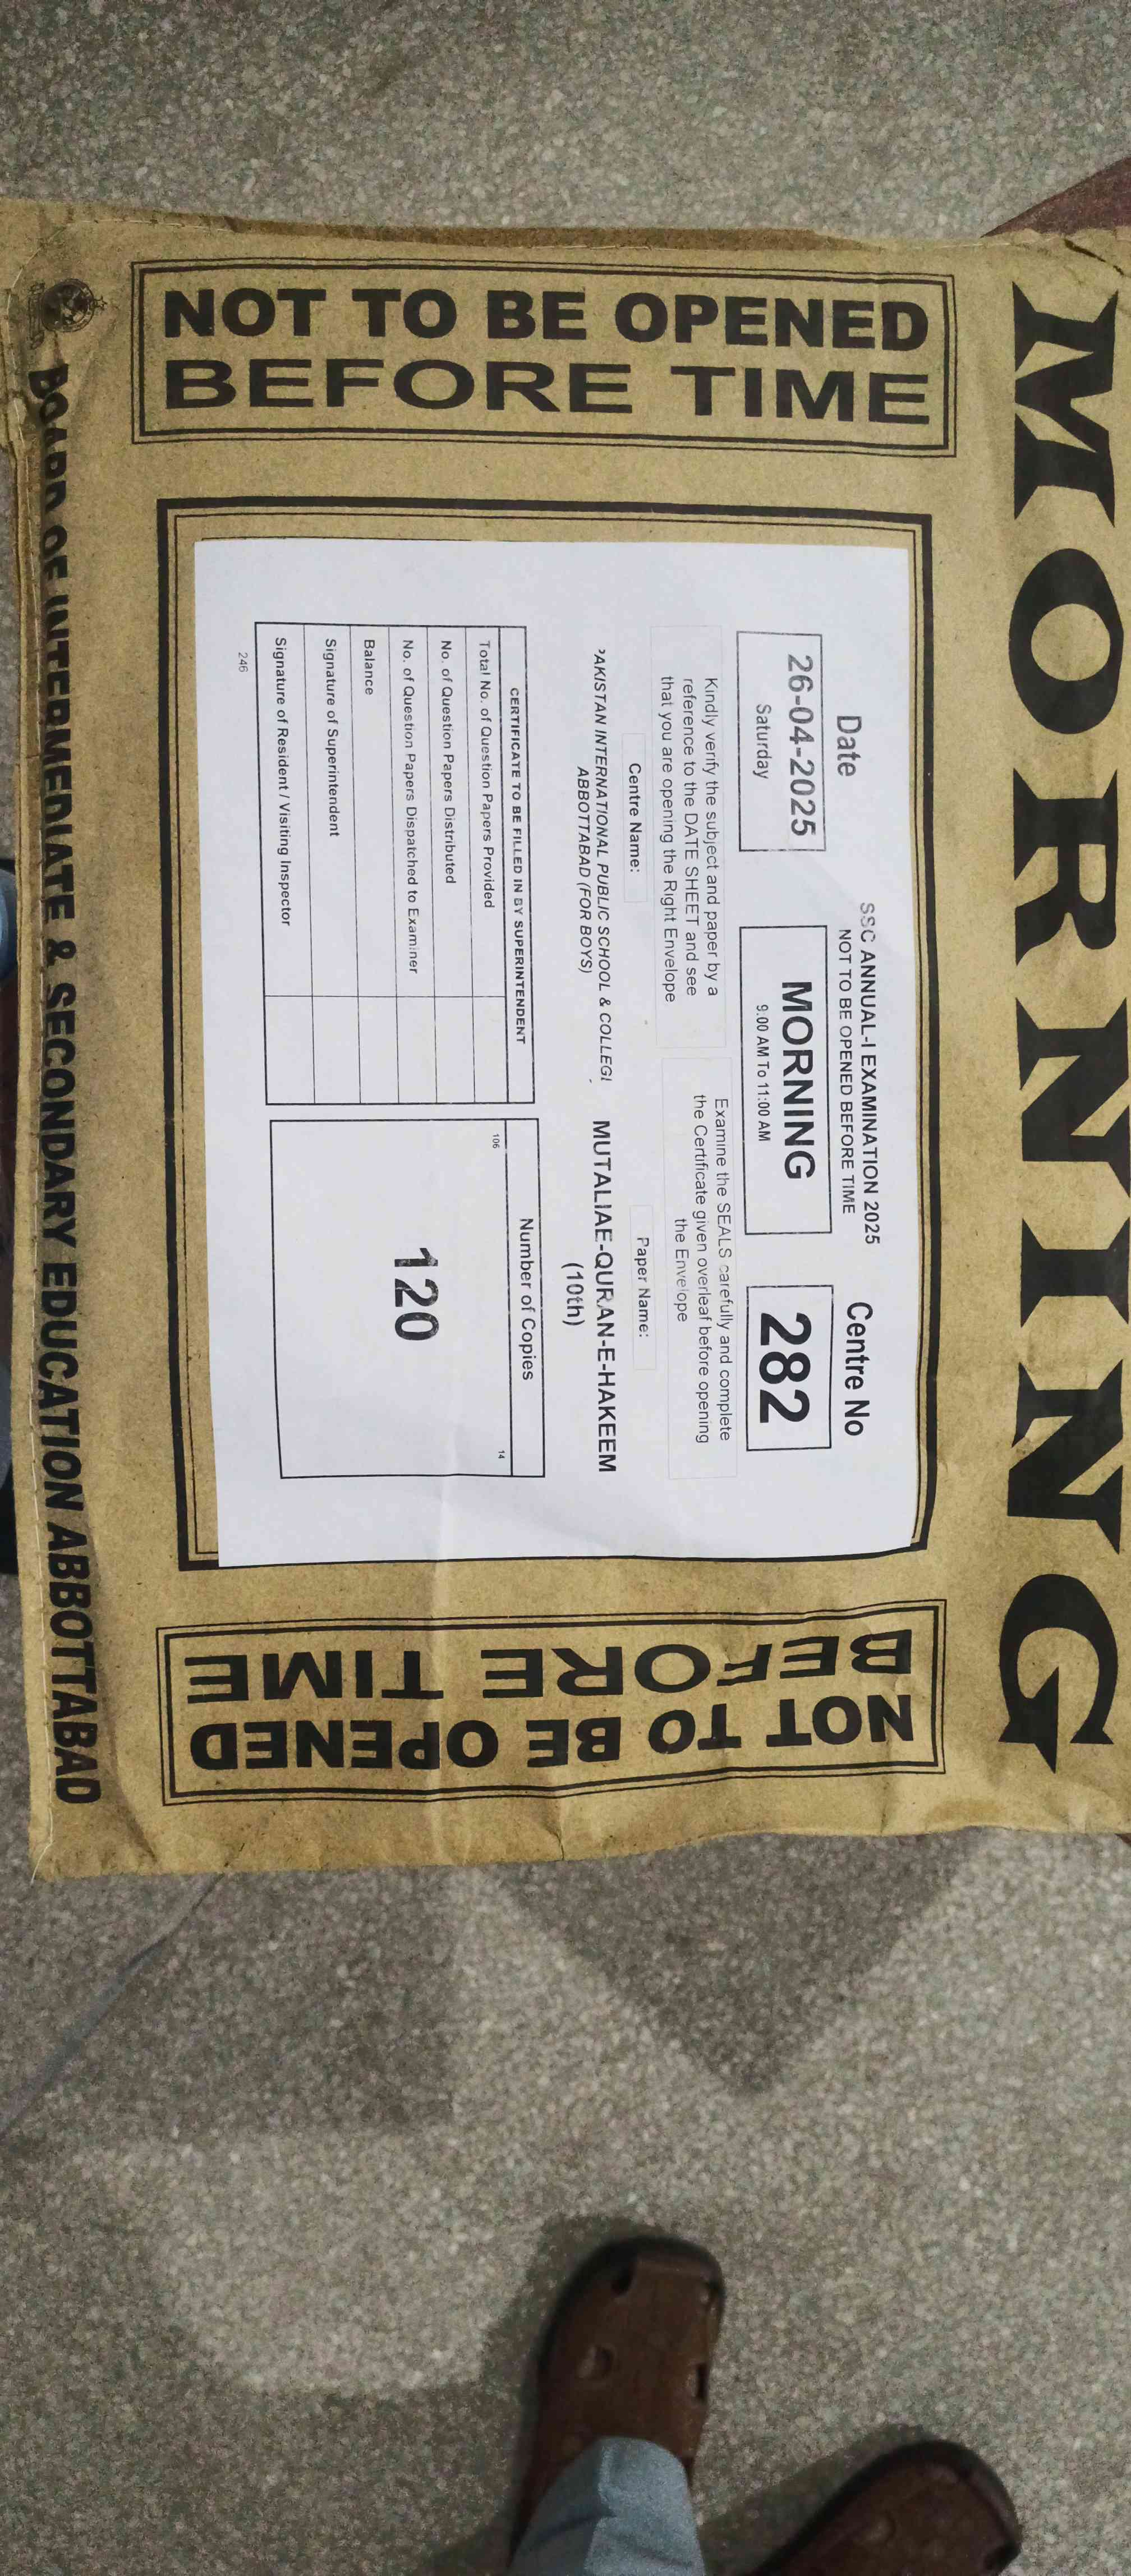 MORNING
NOT TO BE OPENED
BEFORE TIME
SSC ANNUAL-I EXAMINATION 2025
NOT TO BE OPENED BEFORE TIME
Date
26-04-2025
Saturday
MORNING
9:00 AM To 11:00 AM
Centre No
282
Kindly verify the subject and paper by a
reference to the DATE SHEET and see
that you are opening the Right Envelope
Examine the SEALS carefully and complete
the Certificate given overleaf before opening
the Envelope
Centre Name:
PAKISTAN INTERNATIONAL PUBLIC SCHOOL & COLLEGE
ABBOTTABAD (FOR BOYS)
Paper Name:
MUTALIAE-QURAN-E-HAKEEM
(10th)
CERTIFICATE TO BE FILLED IN BY SUPERINTENDENT
Total No. of Question Papers Provided
No. of Question Papers Distributed
No. of Question Papers Dispatched to Examiner
Balance
Signature of Superintendent
Signature of Resident / Visiting Inspector
246
Number of Copies
106
14
120
NOT TO BE OPENED
BEFORE TIME
BOARD OF INTERMEDIATE & SECONDARY EDUCATION ABBOTTABAD